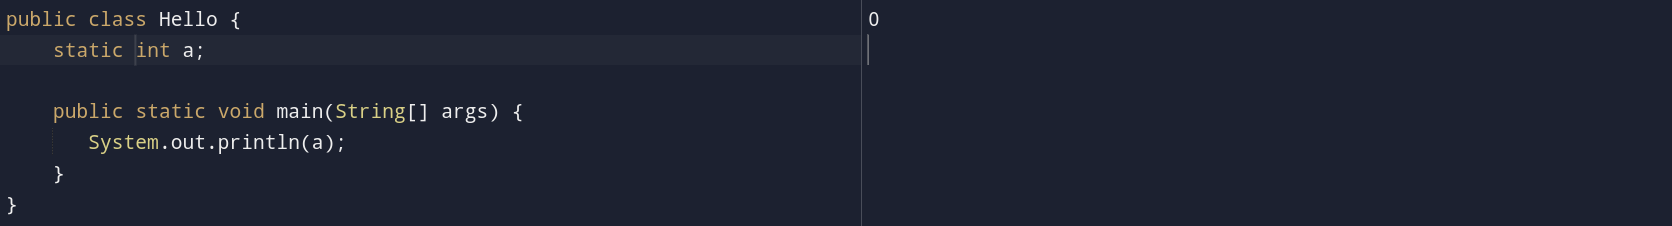 public class Hello {
    static int a;

    public static void main(String[] args) {
       System.out.println(a);
    }
}
0